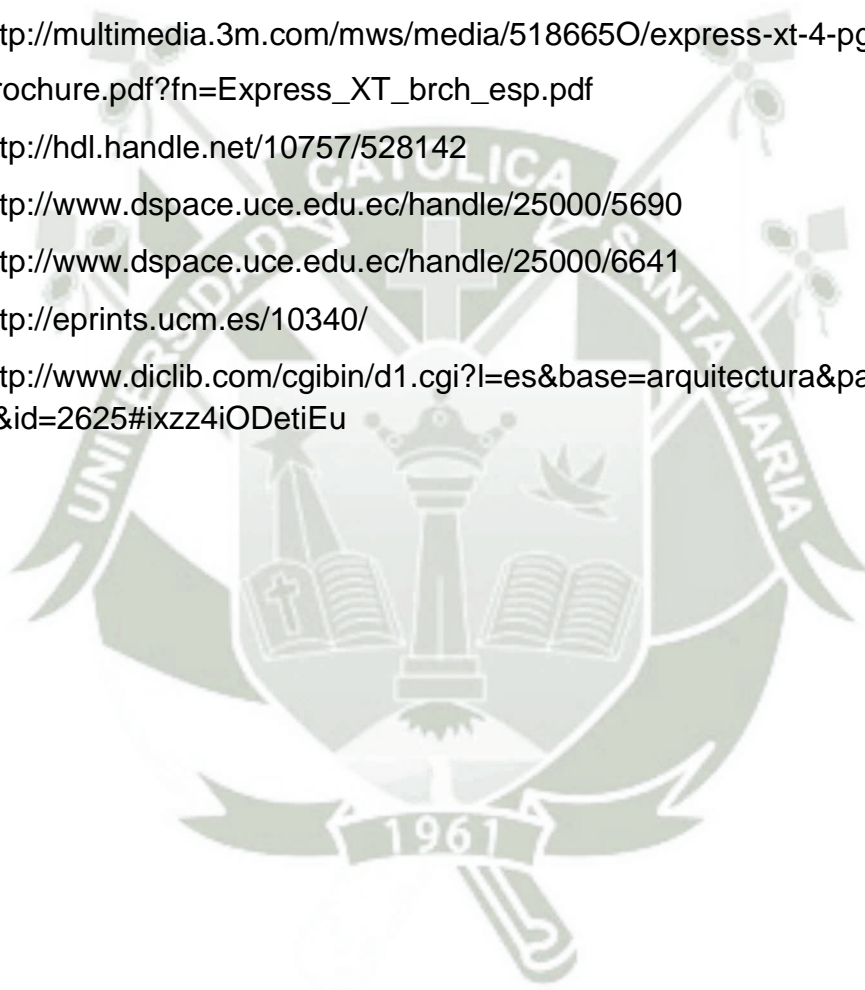 tp://multimedia.3m.com/mws/media/518665O/express-xt-4-pg
rochure.pdf?fn=Express_XT_brch_esp.pdf
tp://hdl.handle.net/10757/528142
tp://www.dspace.uce.edu.ec/handle/25000/5690
tp://www.dspace.uce.edu.ec/handle/25000/6641
tp://eprints.ucm.es/10340/
tp://www.diclib.com/cgibin/d1.cgi?l=es&base=arquitectura&pa
&id=2625#ixzz4iODetiEu
UNIVERSIDAD CATOLICA SANTA MARIA
1961